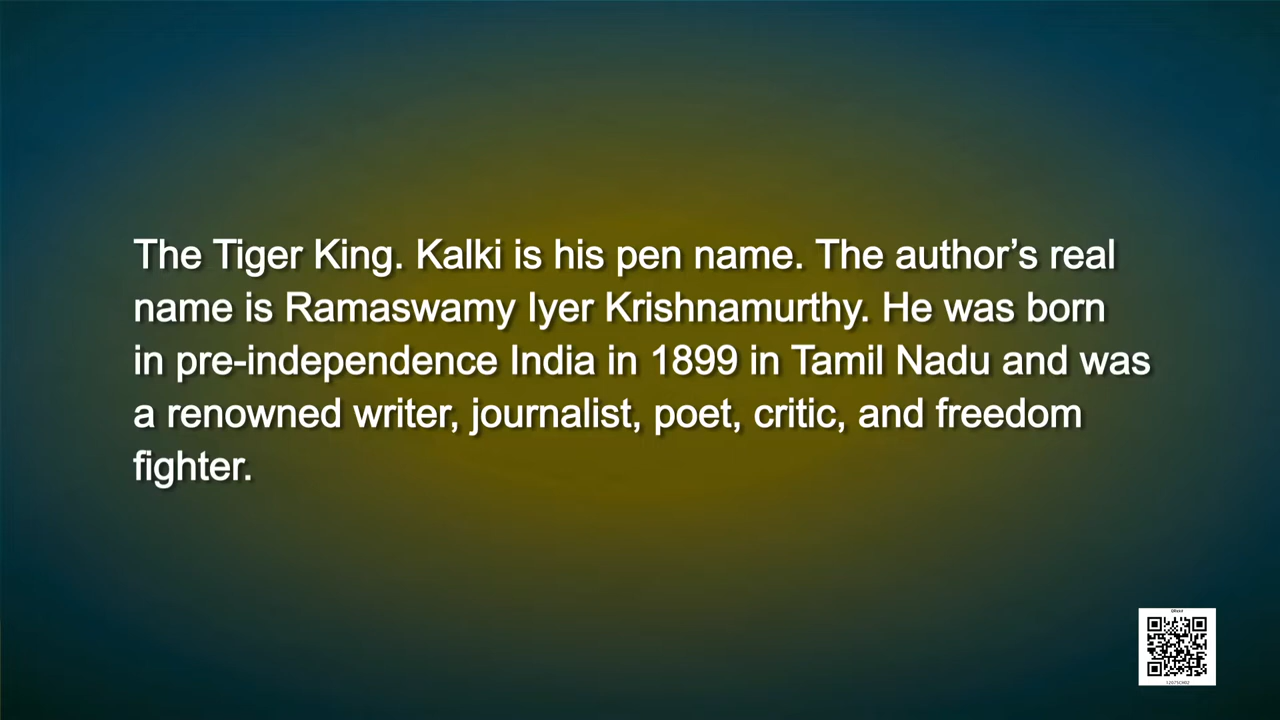 The Tiger King. Kalki is his pen name. The author’s real
name is Ramaswamy Iyer Krishnamurthy. He was born
in pre-independence India in 1899 in Tamil Nadu and was
a renowned writer, journalist, poet, critic, and freedom
fighter.